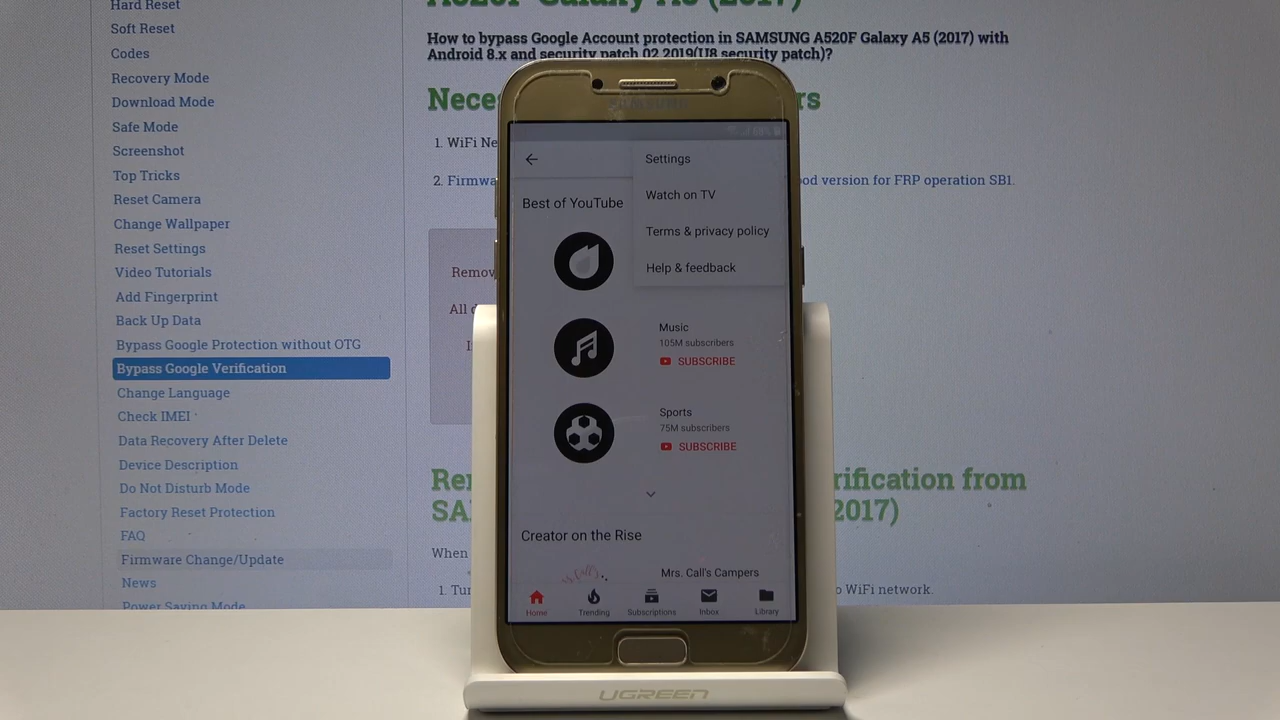 Hard Reset
Soft Reset
Codes
Recovery Mode
Download Mode
Safe Mode
Screenshot
Top Tricks
Reset Camera
Change Wallpaper
Reset Settings
Video Tutorials
Add Fingerprint
Back Up Data
Bypass Google Protection without OTG
Bypass Google Verification
Change Language
Check IMEI
Data Recovery After Delete
Device Description
Do Not Disturb Mode
Factory Reset Protection
FAQ
Firmware Change/Update
News
Power Saving Mode
A520F Galaxy A5 (2017)
How to bypass Google Account protection in SAMSUNG A520F Galaxy A5 (2017) with
Android 8.x and security patch 02.2019(U8 security patch)?
Nece rs
1. WiFi Ne
2. Firmwa od version for FRP operation SB1.
Remov
All d
I
Re rification from
SA 2017)
When
1. Tur o WiFi network.
SAMSUNG
Settings
Watch on TV
Terms & privacy policy
Help & feedback
Best of YouTube
Music
105M subscribers
SUBSCRIBE
Sports
75M subscribers
SUBSCRIBE
Creator on the Rise
Mrs. Call's Campers
Home
Trending
Subscriptions
Inbox
Library
UGREEN